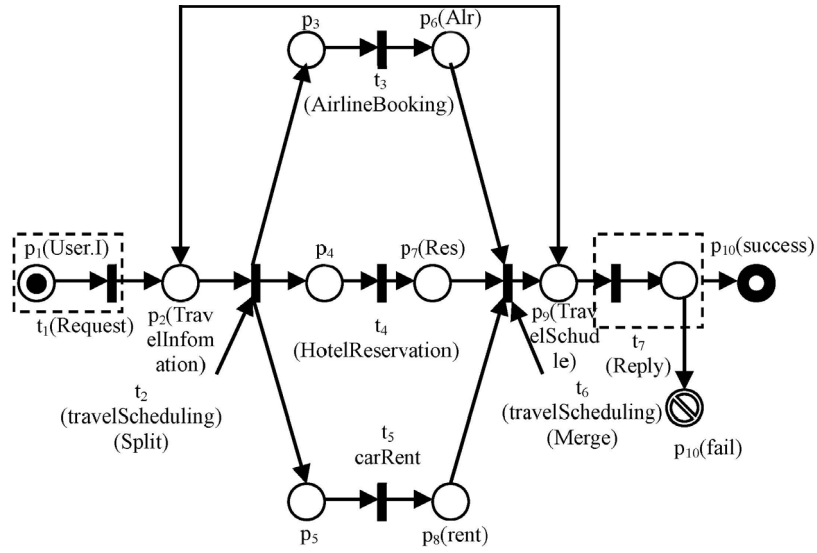 p3
p6(Alr)
t3
(AirlineBooking)
p1(User.I)
t1(Request)
p2(Trav
elInfom
ation)
t2
(travelScheduling)
(Split)
p4
p7(Res)
t4
(HotelReservation)
p9(Trav
elSchud
le)
t6
(travelScheduling)
(Merge)
t7
(Reply)
p10(success)
p10(fail)
t5
carRent
p5
p8(rent)